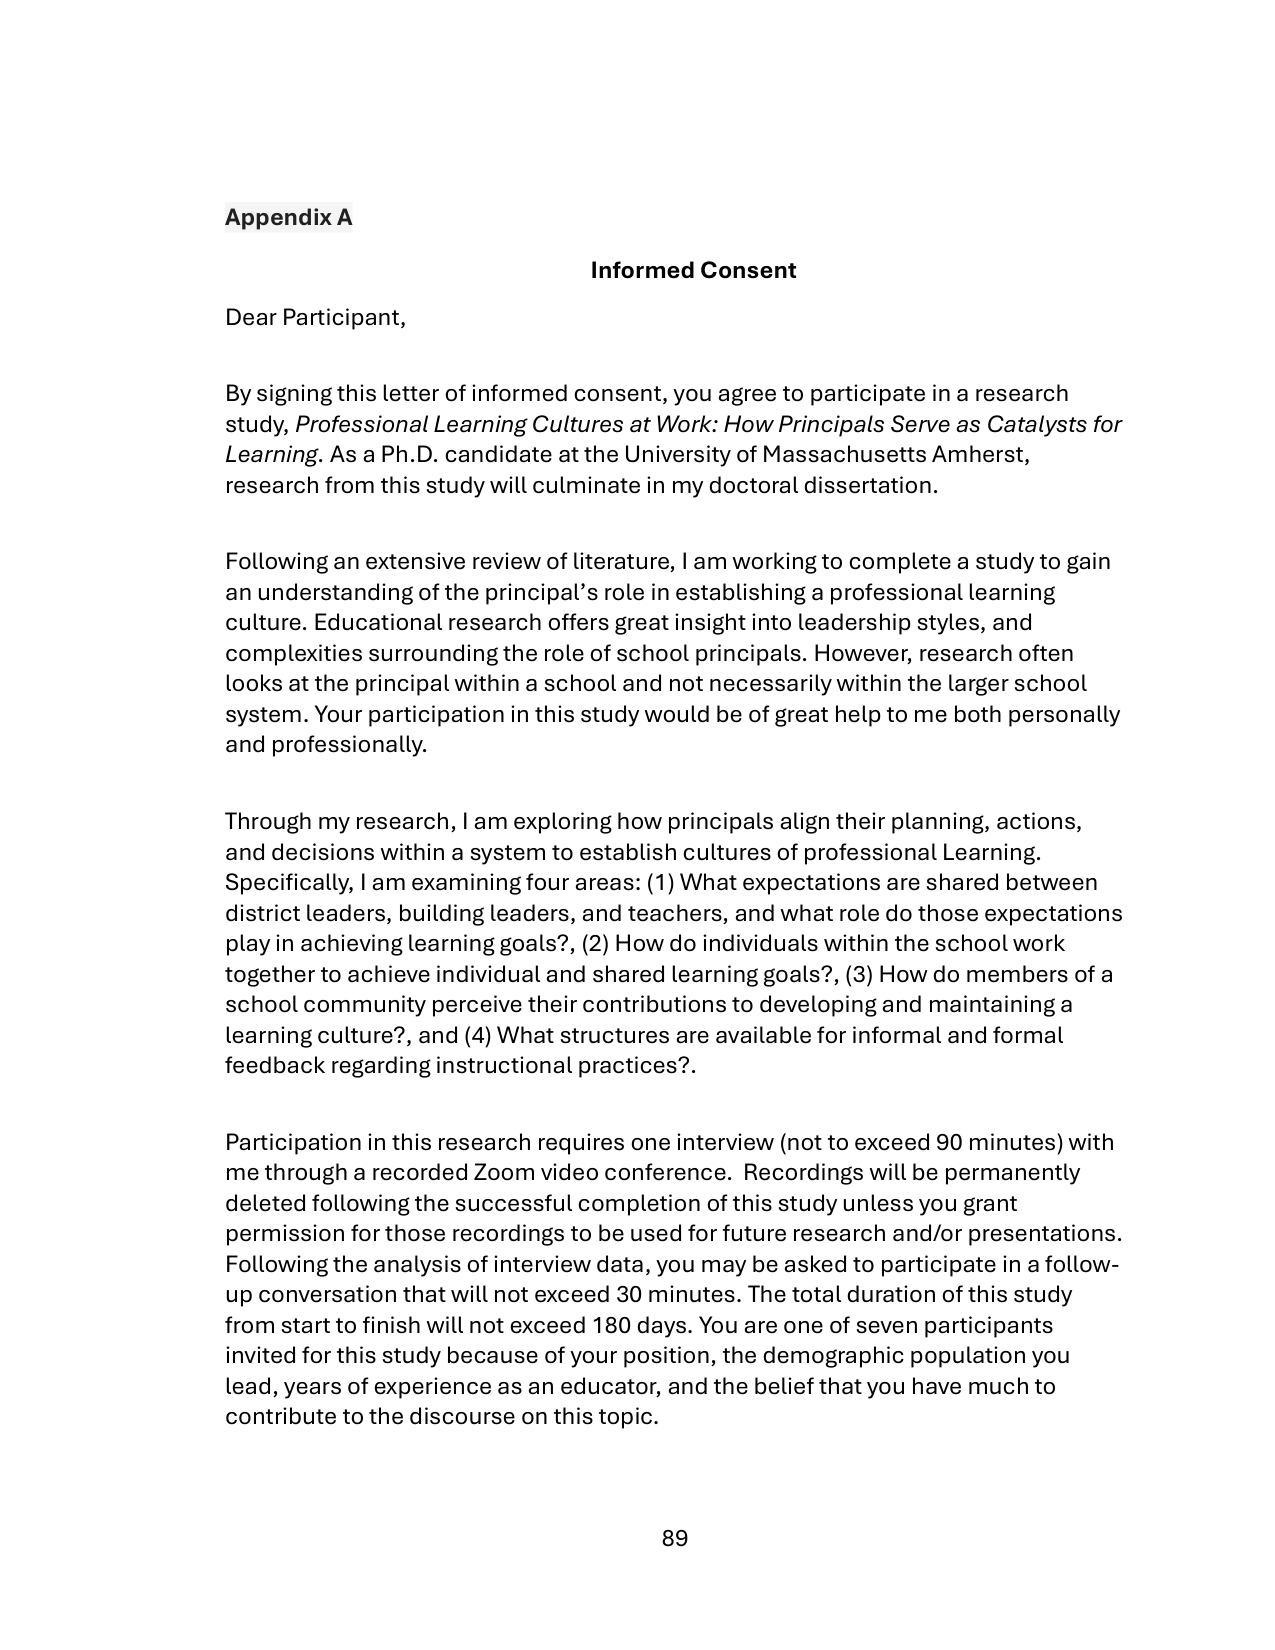 Appendix A
Informed Consent
Dear Participant,
By signing this letter of informed consent, you agree to participate in a research
study, Professional Learning Cultures at Work: How Principals Serve as Catalysts for
Learning. As a Ph.D. candidate at the University of Massachusetts Amherst,
research from this study will culminate in my doctoral dissertation.
Following an extensive review of literature, I am working to complete a study to gain
an understanding of the principal’s role in establishing a professional learning
culture. Educational research offers great insight into leadership styles, and
complexities surrounding the role of school principals. However, research often
looks at the principal within a school and not necessarily within the larger school
system. Your participation in this study would be of great help to me both personally
and professionally.
Through my research, I am exploring how principals align their planning, actions,
and decisions within a system to establish cultures of professional Learning.
Specifically, I am examining four areas: (1) What expectations are shared between
district leaders, building leaders, and teachers, and what role do those expectations
play in achieving learning goals?, (2) How do individuals within the school work
together to achieve individual and shared learning goals?, (3) How do members of a
school community perceive their contributions to developing and maintaining a
learning culture?, and (4) What structures are available for informal and formal
feedback regarding instructional practices?.
Participation in this research requires one interview (not to exceed 90 minutes) with
me through a recorded Zoom video conference.  Recordings will be permanently
deleted following the successful completion of this study unless you grant
permission for those recordings to be used for future research and/or presentations.
Following the analysis of interview data, you may be asked to participate in a follow-
up conversation that will not exceed 30 minutes. The total duration of this study
from start to finish will not exceed 180 days. You are one of seven participants
invited for this study because of your position, the demographic population you
lead, years of experience as an educator, and the belief that you have much to
contribute to the discourse on this topic.
89